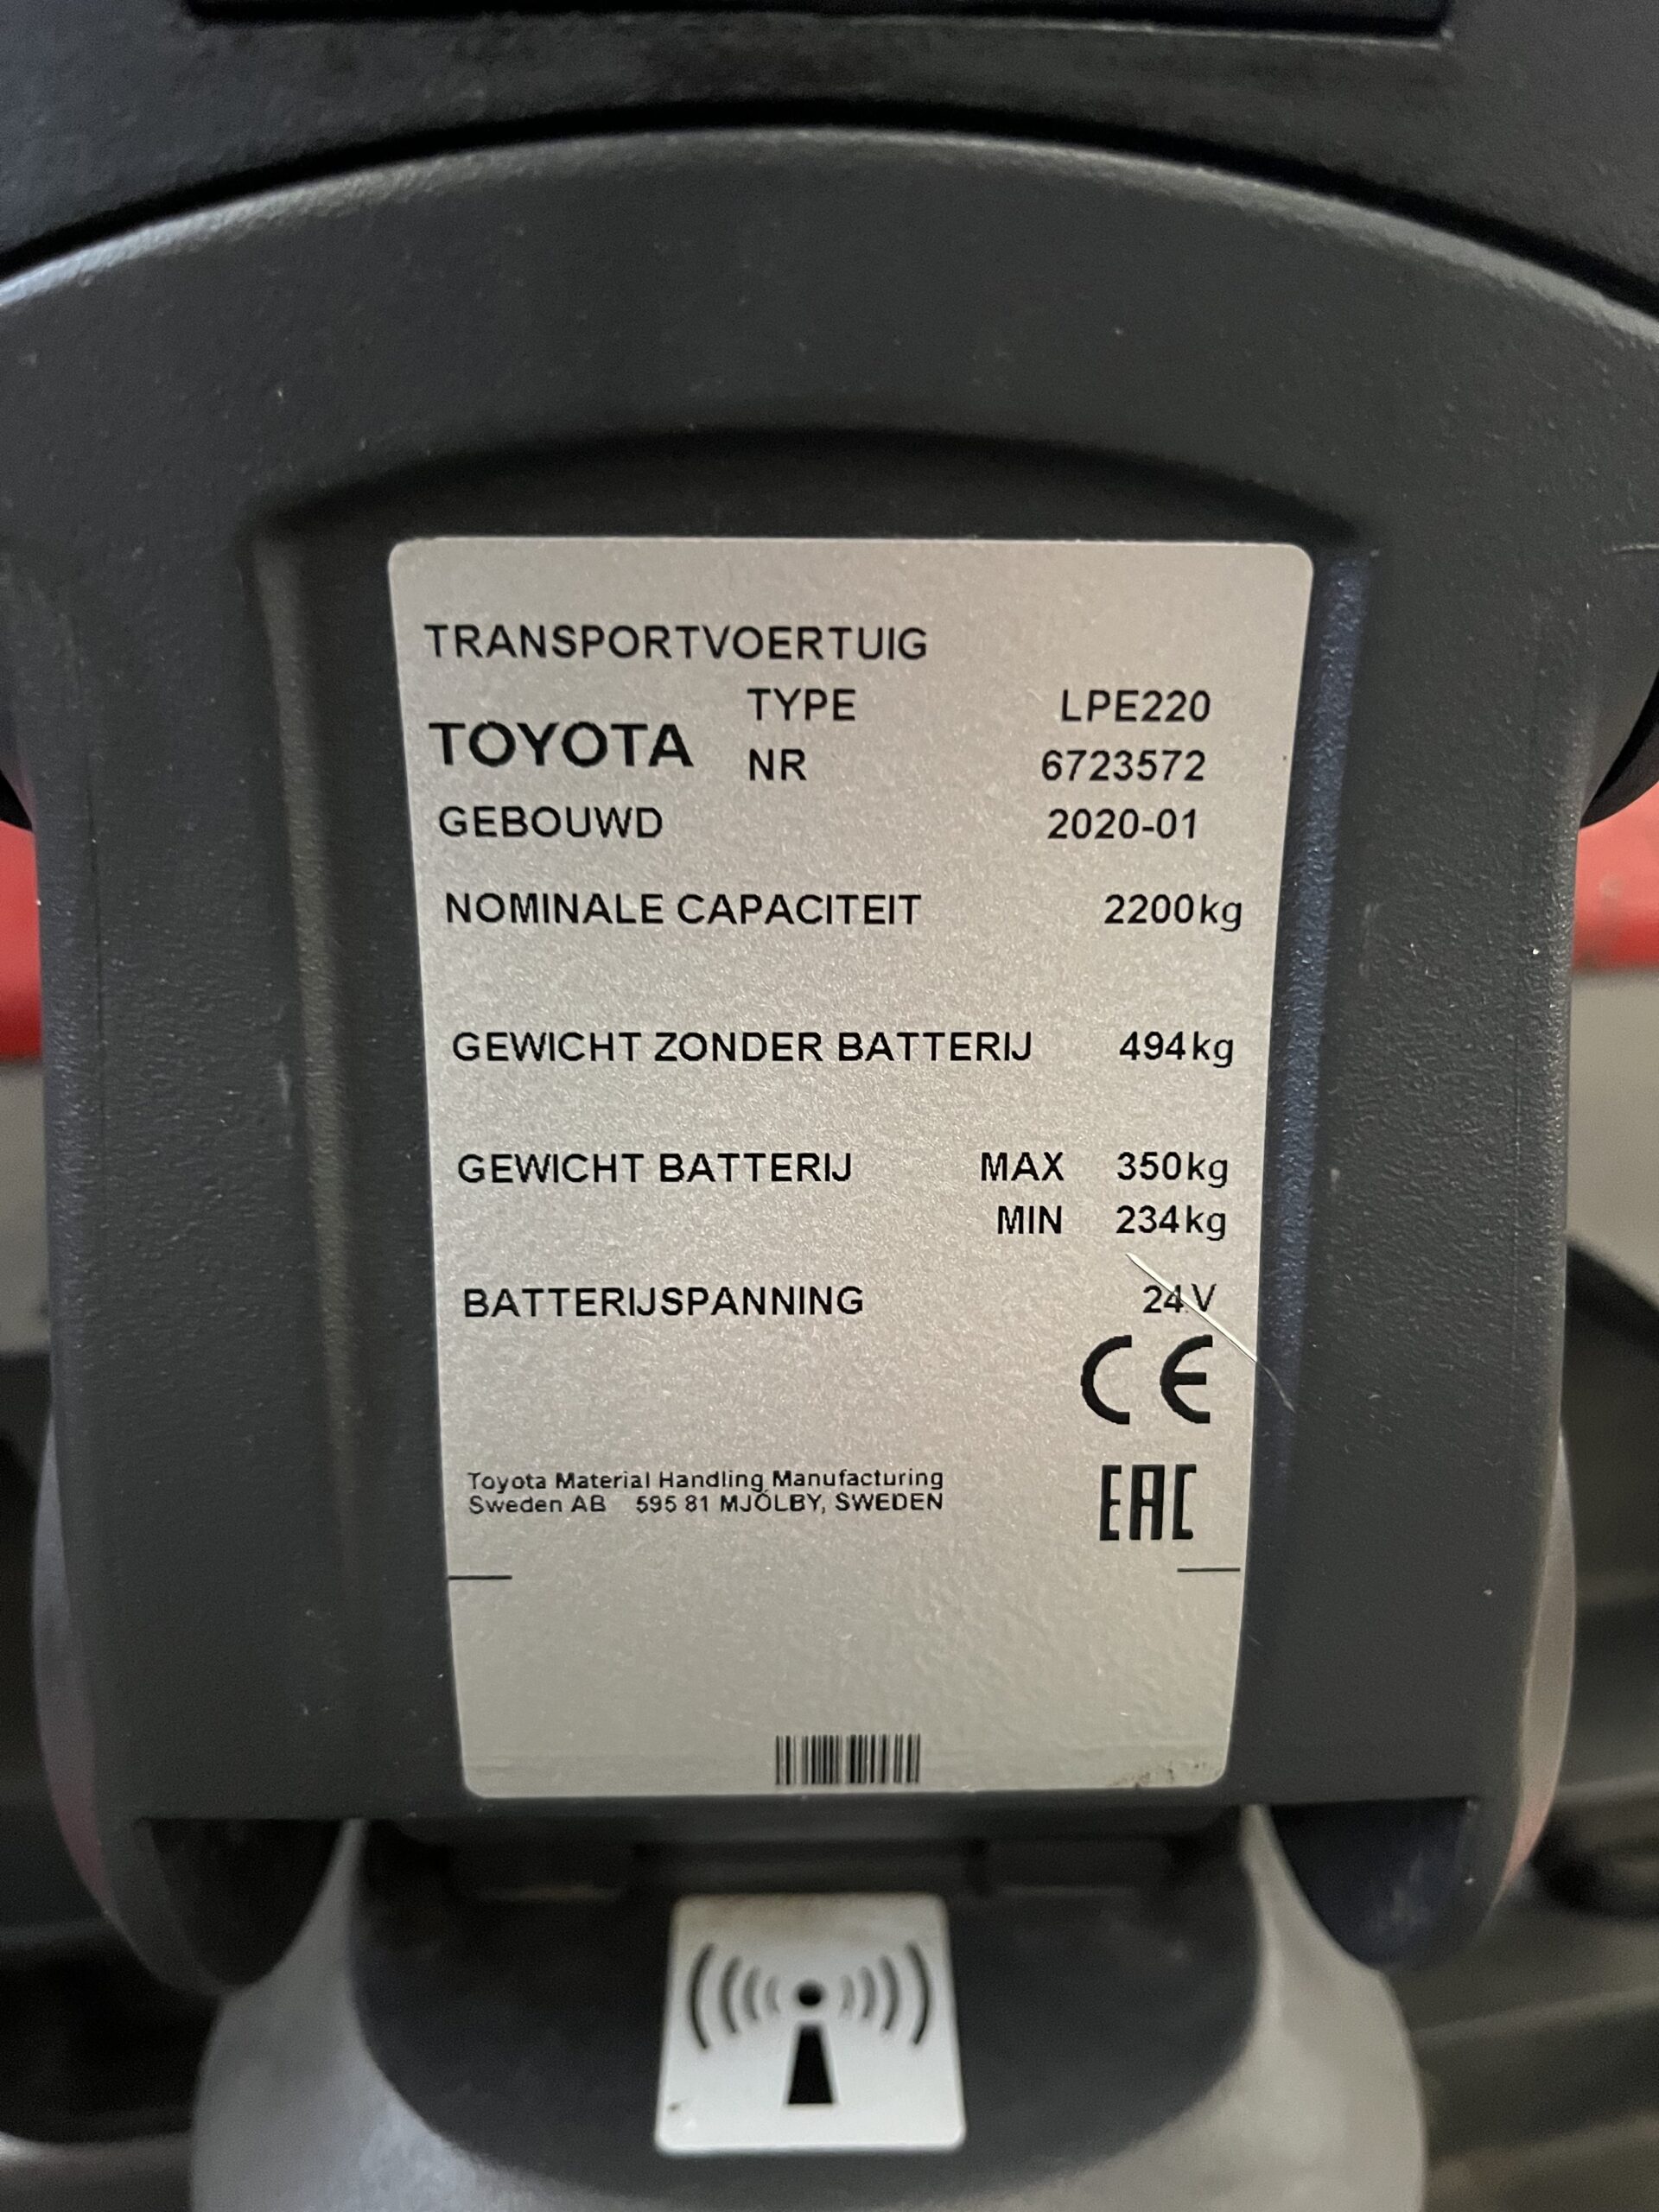 TRANSPORTVOERTUIG
TOYOTA TYPE LPE220
NR 6723572
GEBOUWD 2020-01
NOMINALE CAPACITEIT 2200kg
GEWICHT ZONDER BATTERIJ 494kg
GEWICHT BATTERIJ MAX 350kg
MIN 234kg
BATTERIJSPANNING 24V
CE
Toyota Material Handling Manufacturing
Sweden AB 595 81 MJÖLBY, SWEDEN
EAC